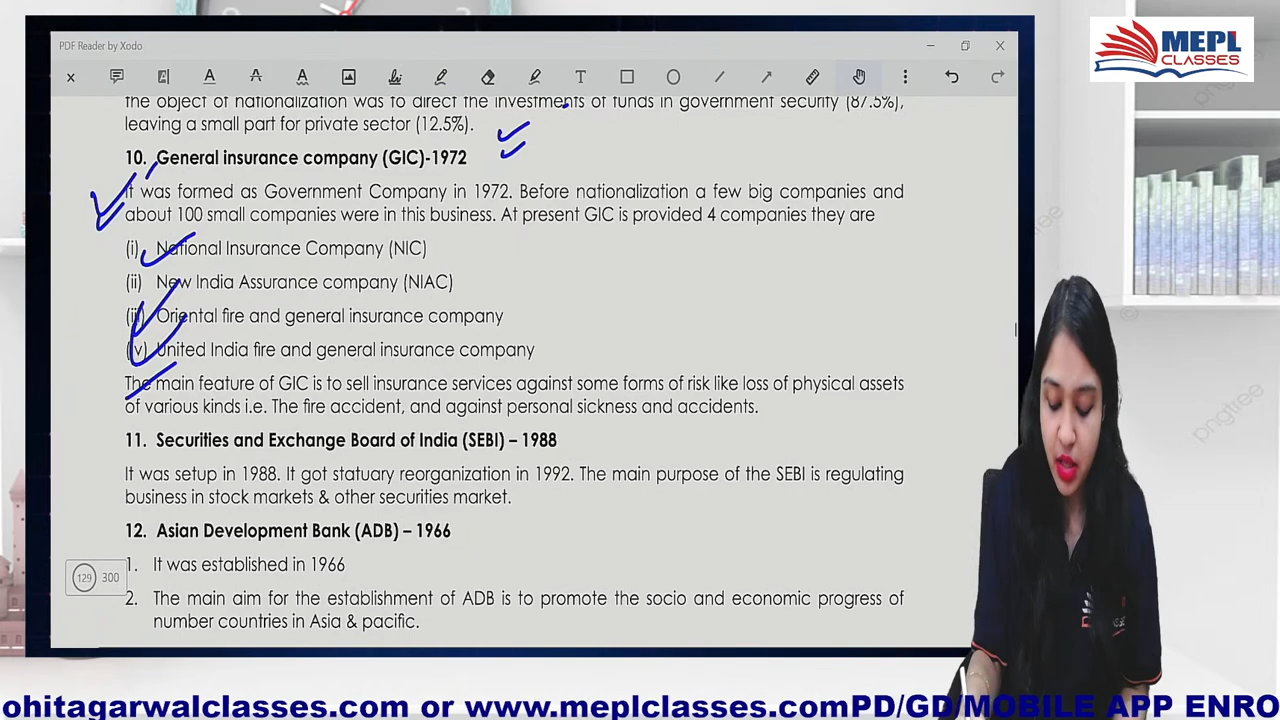 PDF Reader by Xodo
MEPL
CLASSES
the object of nationalization was to direct the investments of funds in government security (87.5%),
leaving a small part for private sector (12.5%).
10. General insurance company (GIC)-1972
It was formed as Government Company in 1972. Before nationalization a few big companies and
about 100 small companies were in this business. At present GIC is provided 4 companies they are
(i) National Insurance Company (NIC)
(ii) New India Assurance company (NIAC)
(iii) Oriental fire and general insurance company
(iv) United India fire and general insurance company
The main feature of GIC is to sell insurance services against some forms of risk like loss of physical assets
of various kinds i.e. The fire accident, and against personal sickness and accidents.
11. Securities and Exchange Board of India (SEBI) – 1988
It was setup in 1988. It got statuary reorganization in 1992. The main purpose of the SEBI is regulating
business in stock markets & other securities market.
12. Asian Development Bank (ADB) – 1966
1. It was established in 1966
2. The main aim for the establishment of ADB is to promote the socio and economic progress of
number countries in Asia & pacific.
129 300
pngtree
pngtree
ohitagarwalclasses.com or www.meplclasses.comPD/GD/MOBILE APP ENRO